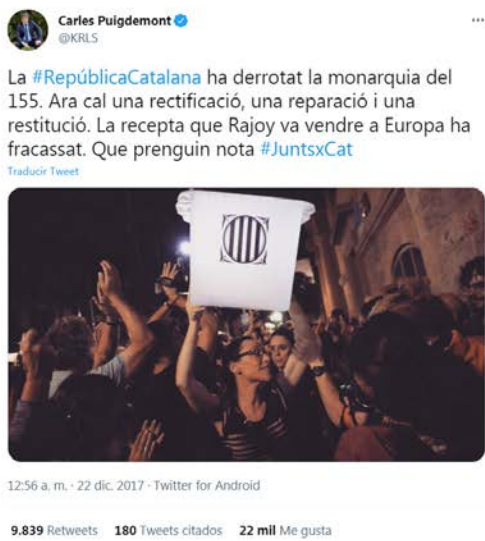 Carles Puigdemont
@KRLS
La #RepúblicaCatalana ha derrotat la monarquia del
155. Ara cal una rectificació, una reparació i una
restitució. La recepta que Rajoy va vendre a Europa ha
fracassat. Que prenguin nota #JuntsxCat
Traducir Tweet
12:56 a. m. · 22 dic. 2017 · Twitter for Android
9.839 Retweets 180 Tweets citados 22 mil Me gusta